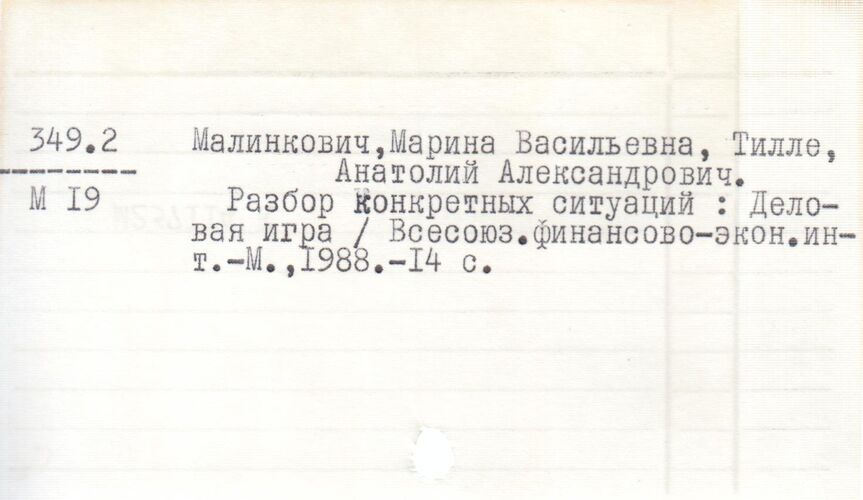 349.2 Малинкович,Марина Васильевна, Тилле,
Анатолий Александрович.
М I9 Разбор конкретных ситуаций : Дело-
вая игра / Всесоюз.финансово-экон.ин-
т.-М.,I988.-I4 с.